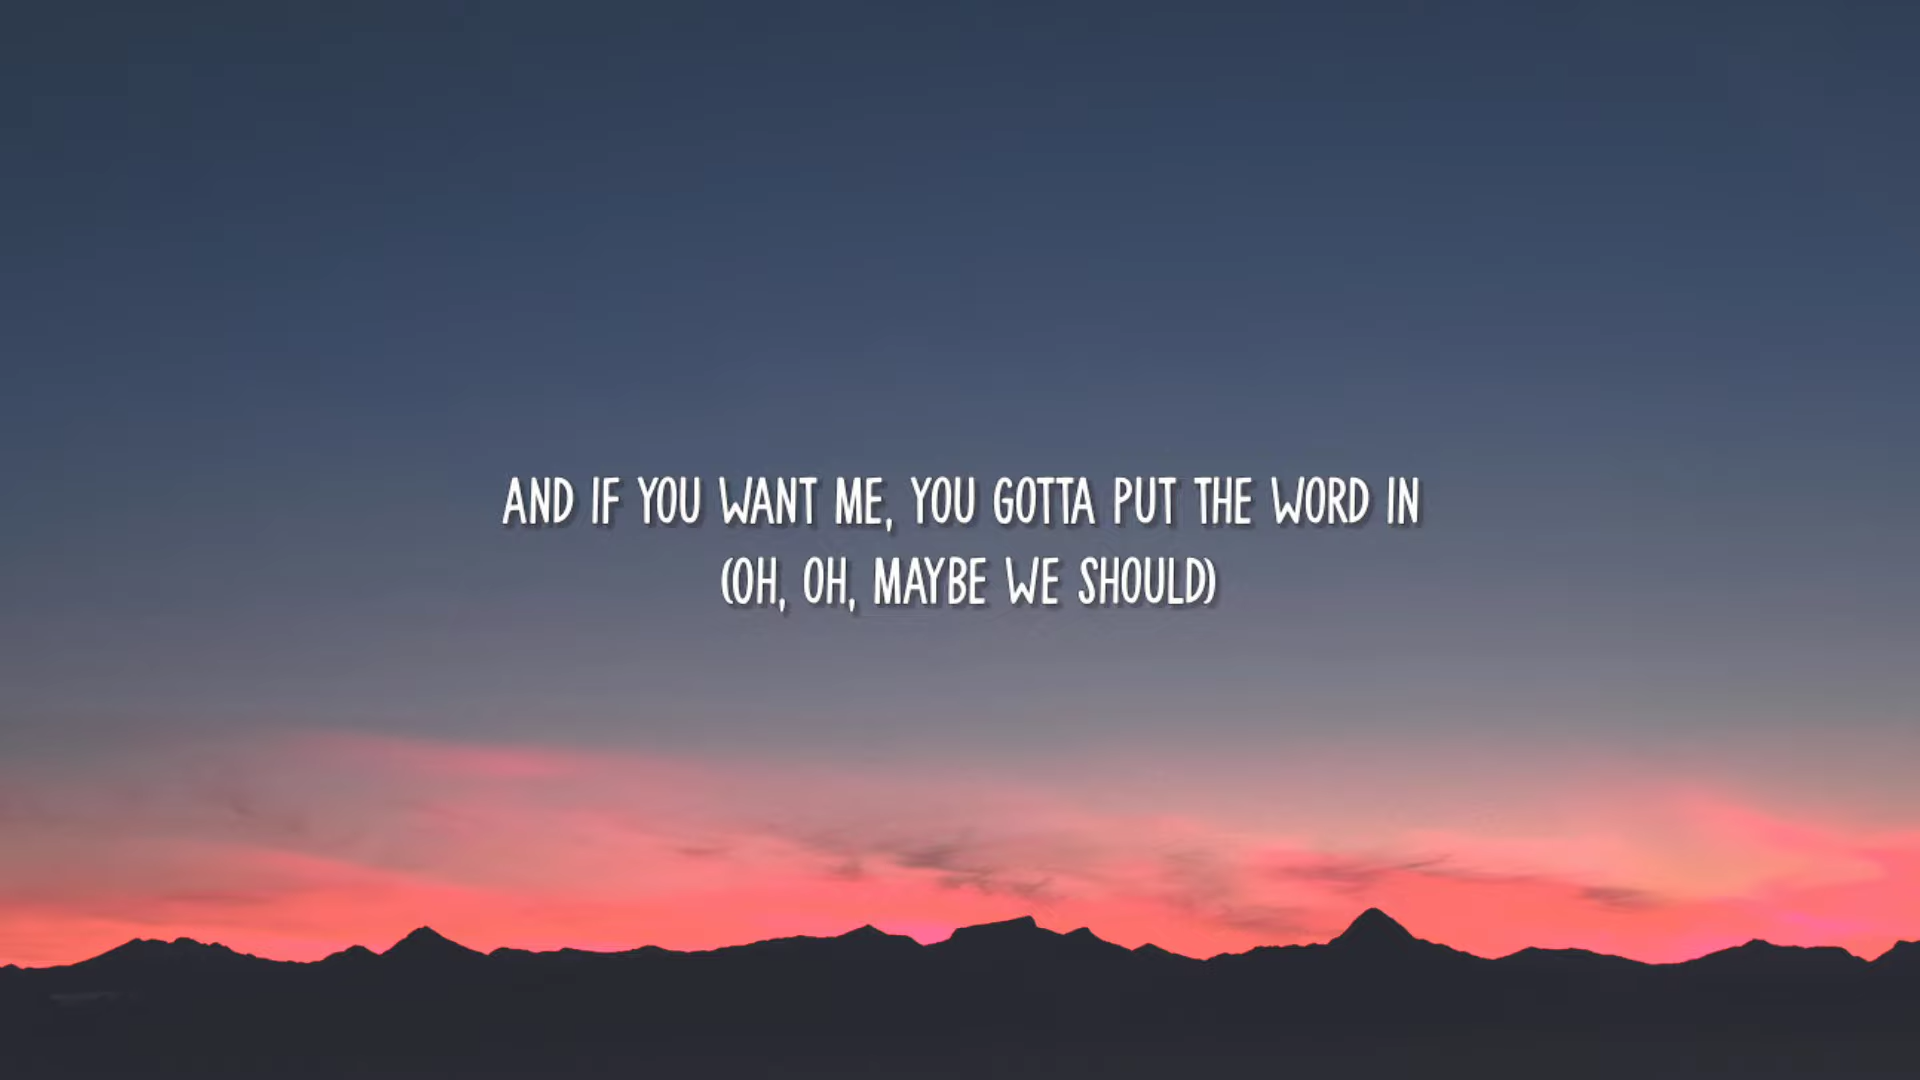 AND IF YOU WANT ME, YOU GOTTA PUT THE WORD IN
(OH, OH, MAYBE WE SHOULD)